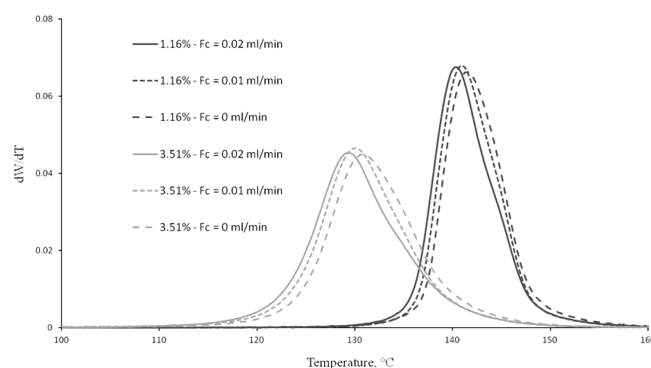 0.08
0.06
0.04
0.02
0
dW/dT
1.16% - Fc = 0.02 ml/min
1.16% - Fc = 0.01 ml/min
1.16% - Fc = 0 ml/min
3.51% - Fc = 0.02 ml/min
3.51% - Fc = 0.01 ml/min
3.51% - Fc = 0 ml/min
100 110 120 130 140 150 16
Temperature, °C